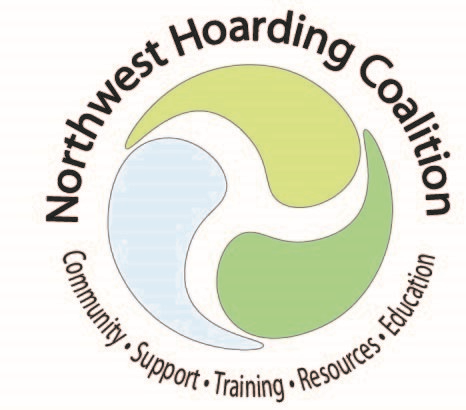 Northwest Hoarding Coalition
Community • Support • Training • Resources • Education